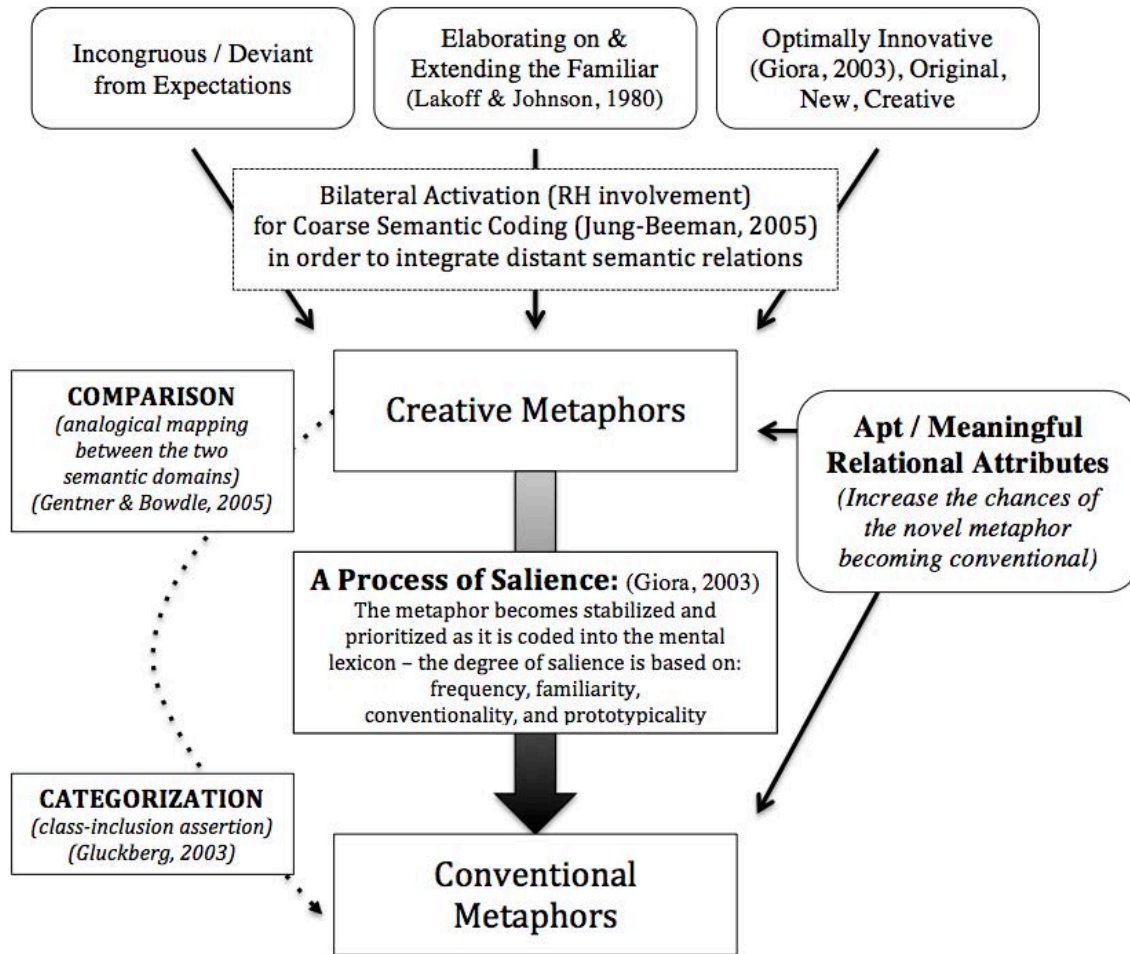 Incongruous / Deviant
from Expectations
Elaborating on &
Extending the Familiar
(Lakoff & Johnson, 1980)
Optimally Innovative
(Giora, 2003), Original,
New, Creative
Bilateral Activation (RH involvement)
for Coarse Semantic Coding (Jung-Beeman, 2005)
in order to integrate distant semantic relations
Creative Metaphors
COMPARISON
(analogical mapping
between the two
semantic domains)
(Gentner & Bowdle, 2005)
Apt / Meaningful
Relational Attributes
(Increase the chances of
the novel metaphor
becoming conventional)
A Process of Salience: (Giora, 2003)
The metaphor becomes stabilized and
prioritized as it is coded into the mental
lexicon – the degree of salience is based on:
frequency, familiarity,
conventionality, and prototypicality
CATEGORIZATION
(class-inclusion assertion)
(Gluckberg, 2003)
Conventional
Metaphors